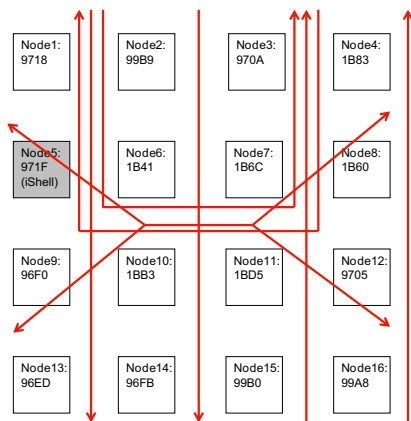 Node1:
9718
Node2:
99B9
Node3:
970A
Node4:
1B83
Node5:
971F
(iShell)
Node6:
1B41
Node7:
1B6C
Node8:
1B60
Node9:
96F0
Node10:
1BB3
Node11:
1BD5
Node12:
9705
Node13:
96ED
Node14:
96FB
Node15:
99B0
Node16:
99A8